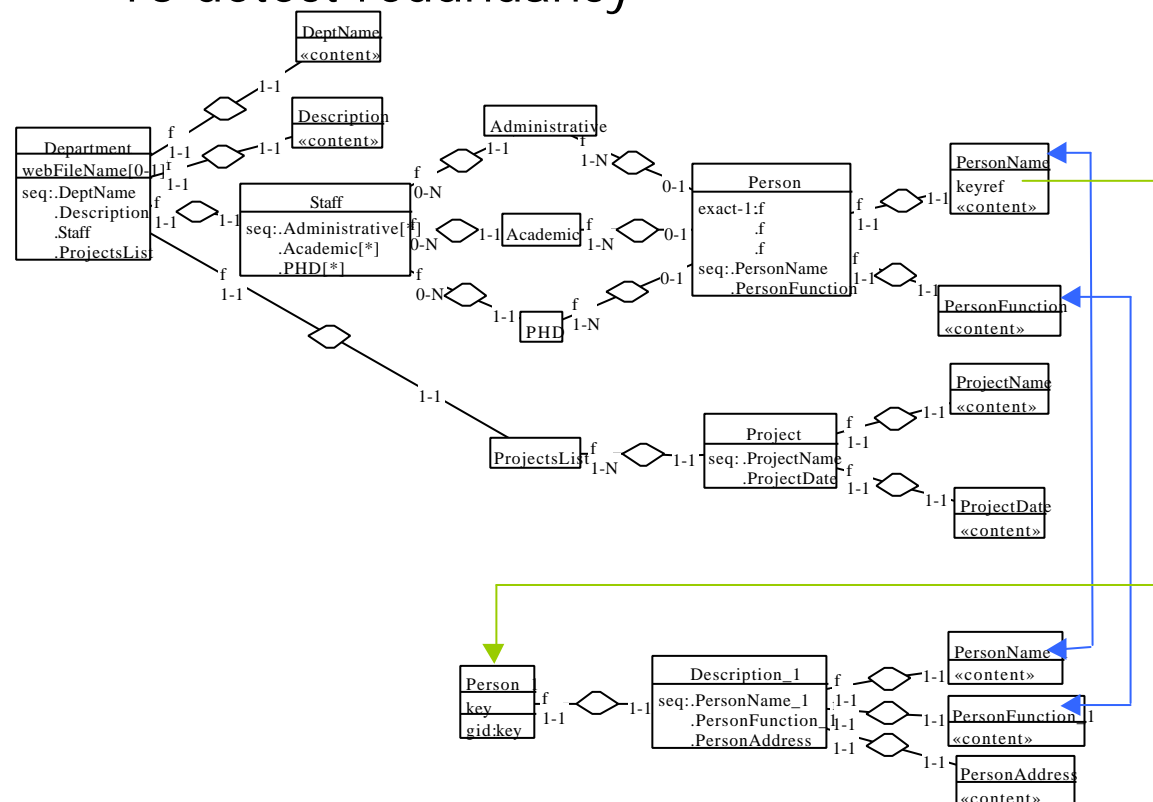 To detect redundancy
DeptName
«content»
1-1
Description
«content»
1-1
Department
webFileName[0-1]
seq:.DeptName
.Description
.Staff
.ProjectsList
f
1-1
f
1-1
f
1-1
1-1
f
1-1
Staff
seq:.Administrative[*]
.Academic[*]
.PHD[*]
f
0-N
f
0-N
f
0-N
1-1
1-1
1-1
Administrative
f
1-N
0-1
Academic
f
1-N
0-1
PHD
f
1-N
0-1
Person
exact-1:f
.f
.f
seq:.PersonName
.PersonFunction
f
1-1
1-1
f
1-1
1-1
PersonName
keyref
«content»
PersonFunction
«content»
1-1
ProjectsList
f
1-N
1-1
Project
seq:.ProjectName
.ProjectDate
f
1-1
1-1
f
1-1
1-1
ProjectName
«content»
ProjectDate
«content»
Person
key
gid:key
f
1-1
1-1
Description_1
seq:.PersonName_1
.PersonFunction_1
.PersonAddress
f
1-1
1-1
1-1
1-1
1-1
1-1
PersonName
«content»
PersonFunction_1
«content»
PersonAddress
«content»